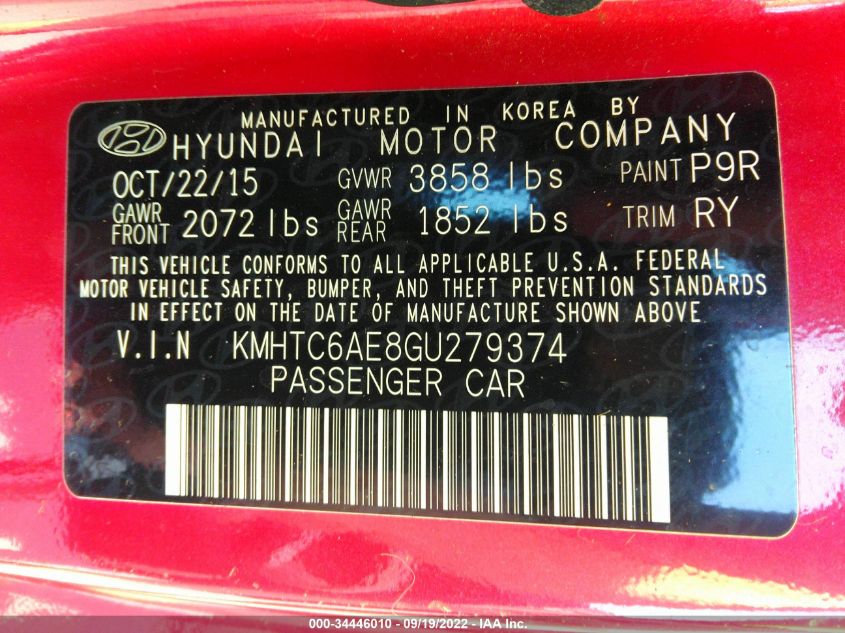 MANUFACTURED IN KOREA BY
HYUNDAI MOTOR COMPANY
OCT/22/15 GVWR 3858 lbs PAINT P9R
GAWR FRONT 2072 lbs GAWR REAR 1852 lbs TRIM RY
THIS VEHICLE CONFORMS TO ALL APPLICABLE U.S.A. FEDERAL
MOTOR VEHICLE SAFETY, BUMPER, AND THEFT PREVENTION STANDARDS
IN EFFECT ON THE DATE OF MANUFACTURE SHOWN ABOVE
V.I.N KMHTC6AE8GU279374
PASSENGER CAR
000-34446010 - 09/19/2022 - IAA Inc.